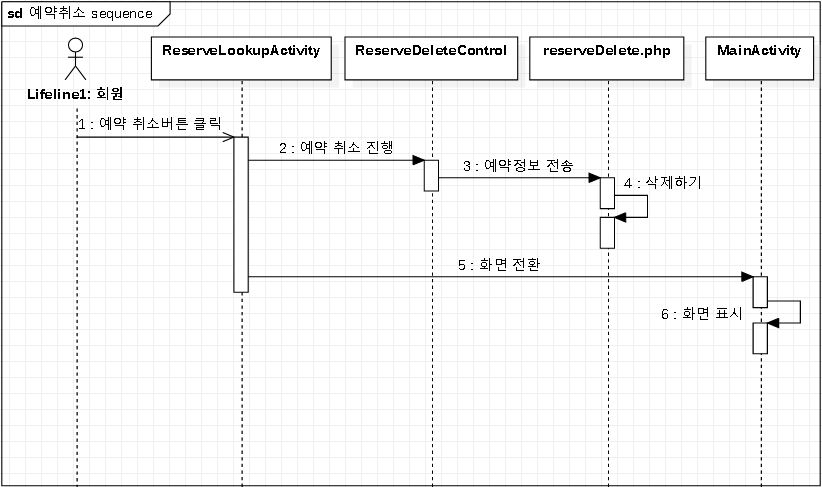 sd 예약취소 sequence
ReserveLookupActivity
ReserveDeleteControl
reserveDelete.php
MainActivity
Lifeline1: 회원
1 : 예약 취소버튼 클릭
2 : 예약 취소 진행
3 : 예약정보 전송
4 : 삭제하기
5 : 화면 전환
6 : 화면 표시